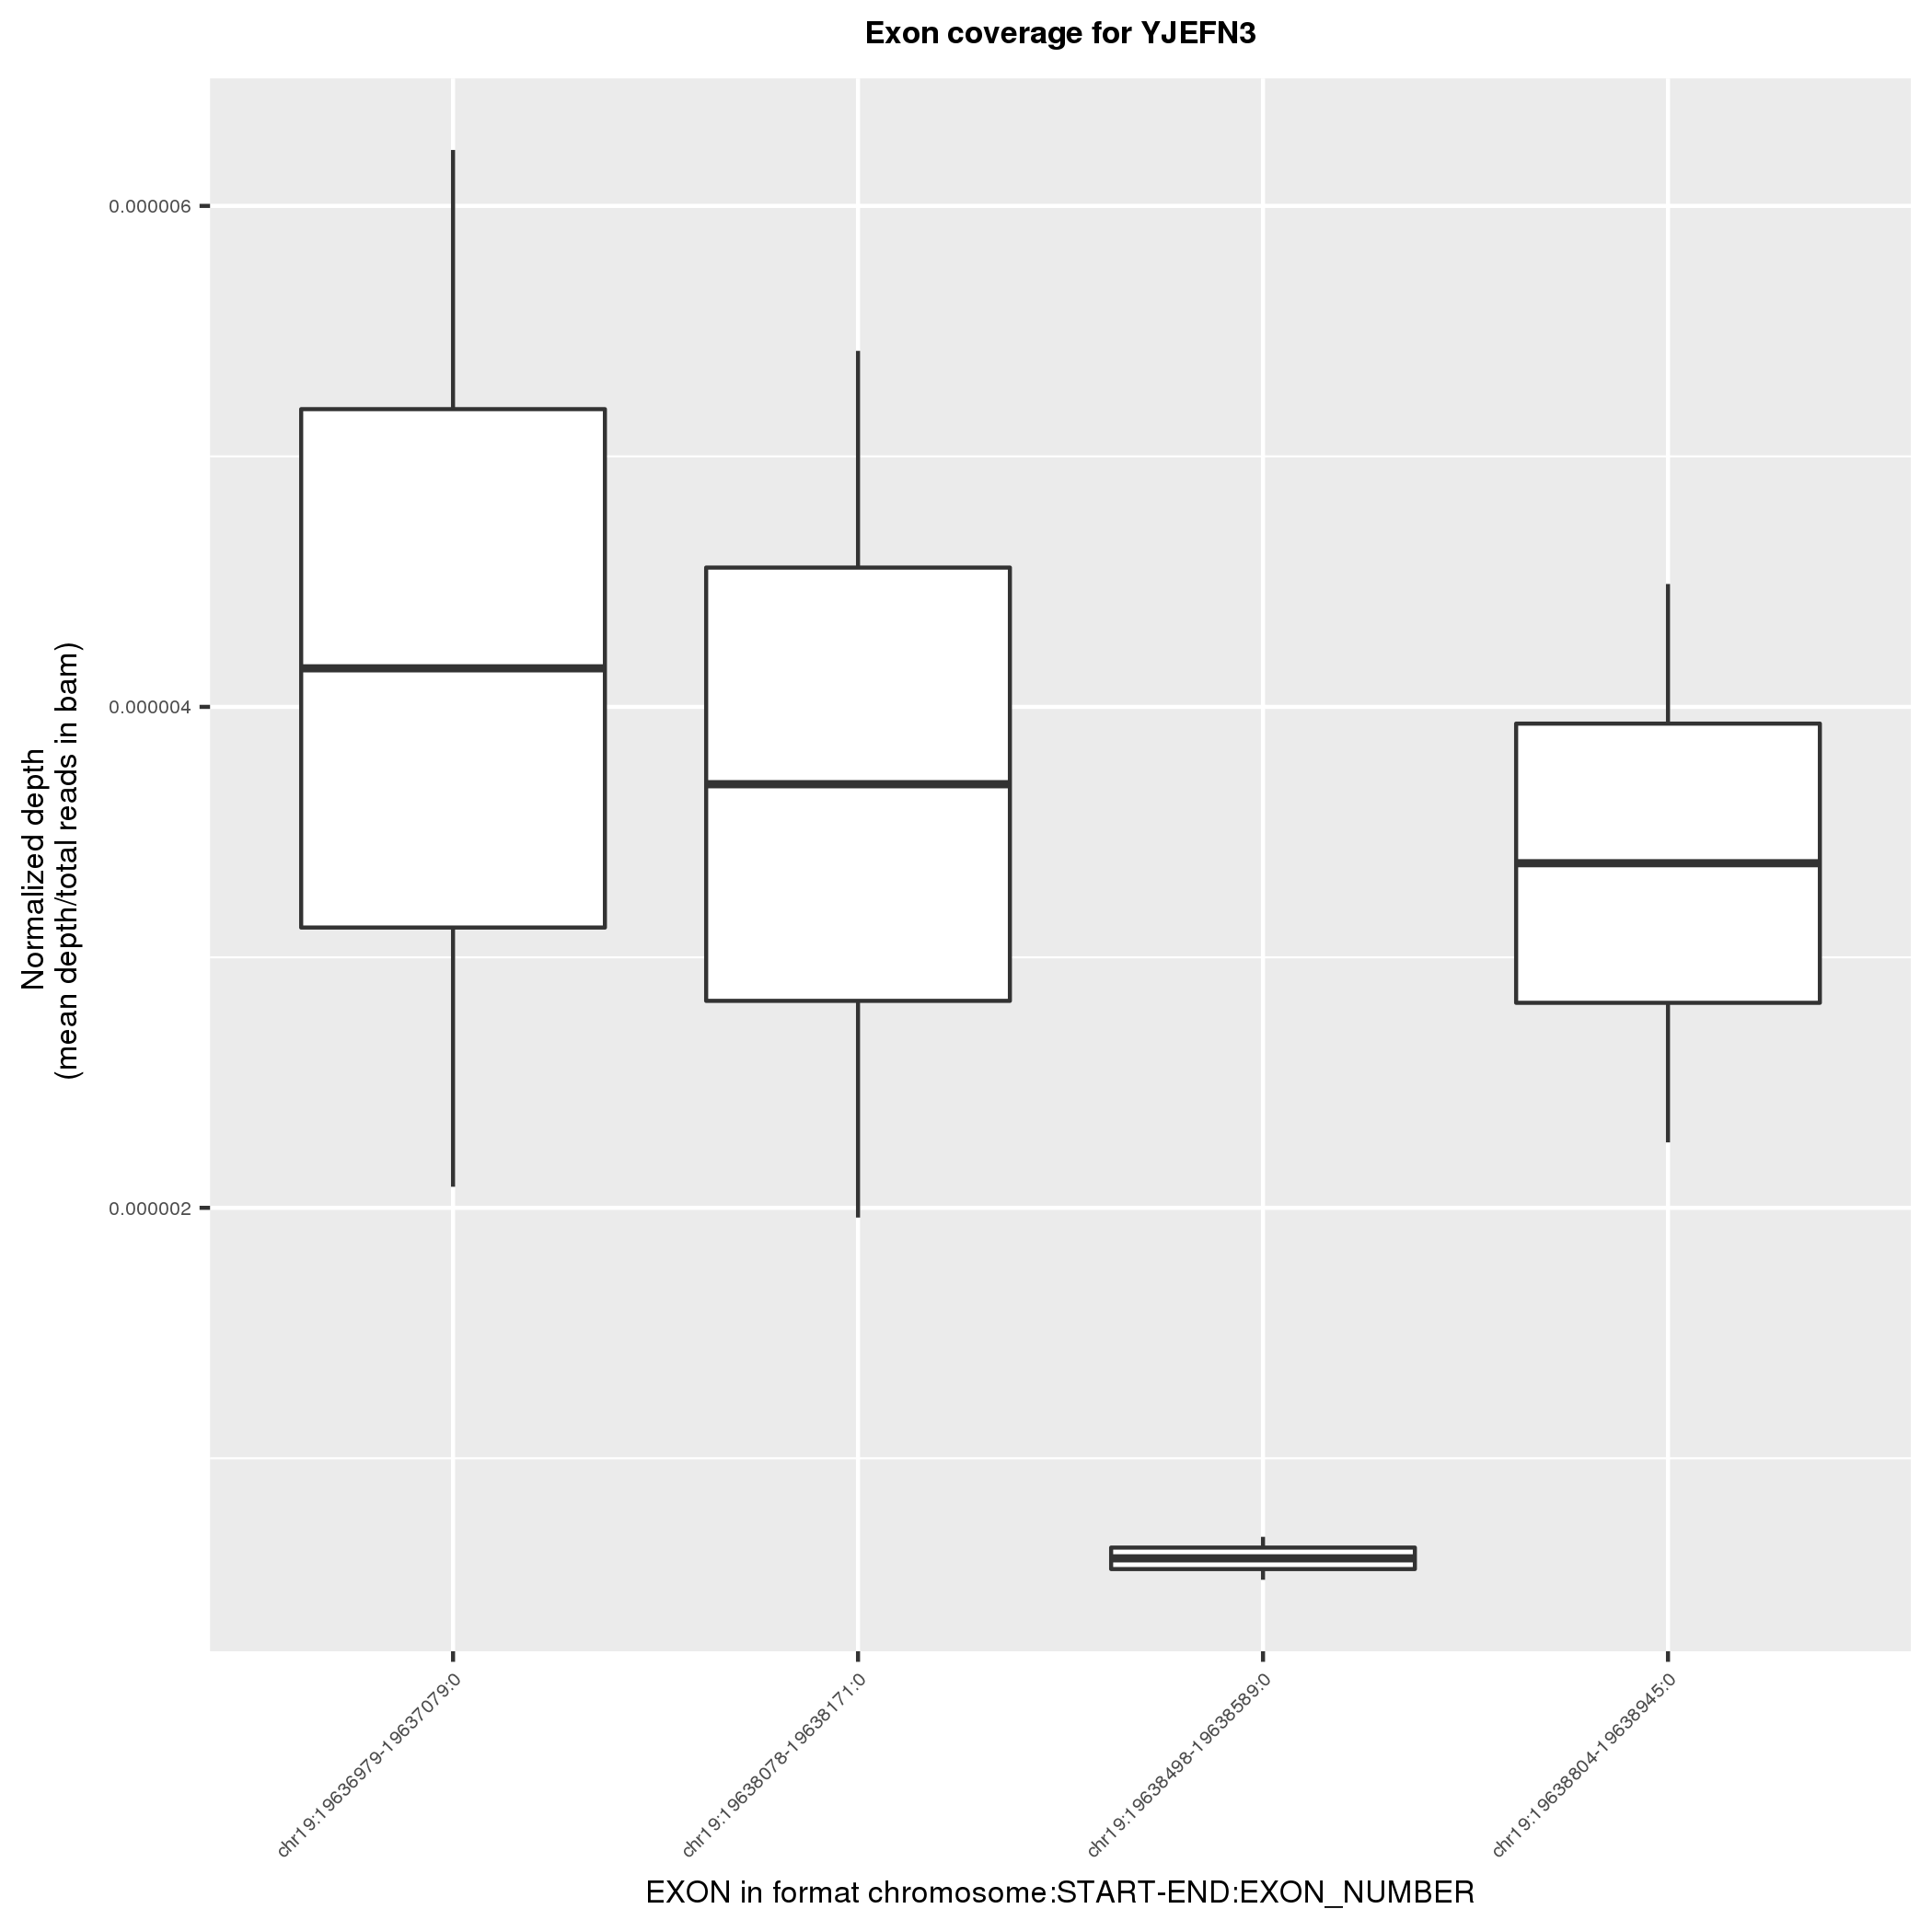 Exon coverage for YJEFN3
Normalized depth
(mean depth/total reads in bam)
0.000006
0.000004
0.000002
chr19:19636979-19637079:0
chr19:19638078-19638171:0
chr19:19638498-19638589:0
chr19:19638804-19638945:0
EXON in format chromosome:START-END:EXON_NUMBER